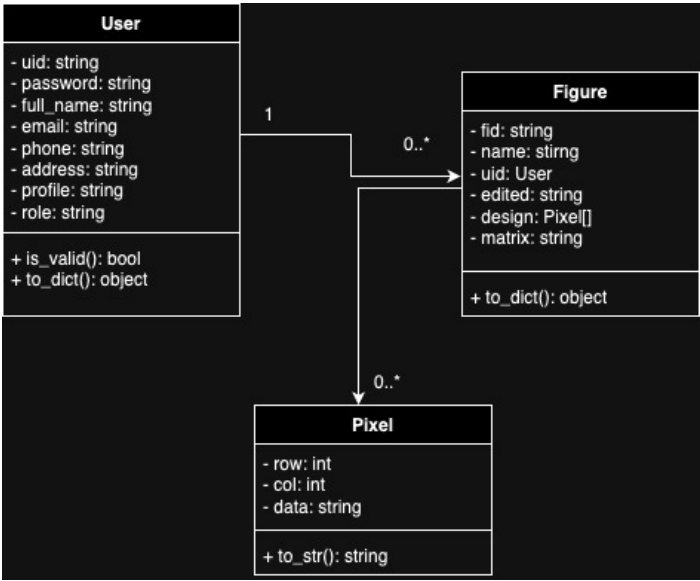 User
- uid: string
- password: string
- full_name: string
- email: string
- phone: string
- address: string
- profile: string
- role: string
+ is_valid(): bool
+ to_dict(): object
1
0..*
Figure
- fid: string
- name: stirng
- uid: User
- edited: string
- design: Pixel[]
- matrix: string
+ to_dict(): object
0..*
Pixel
- row: int
- col: int
- data: string
+ to_str(): string